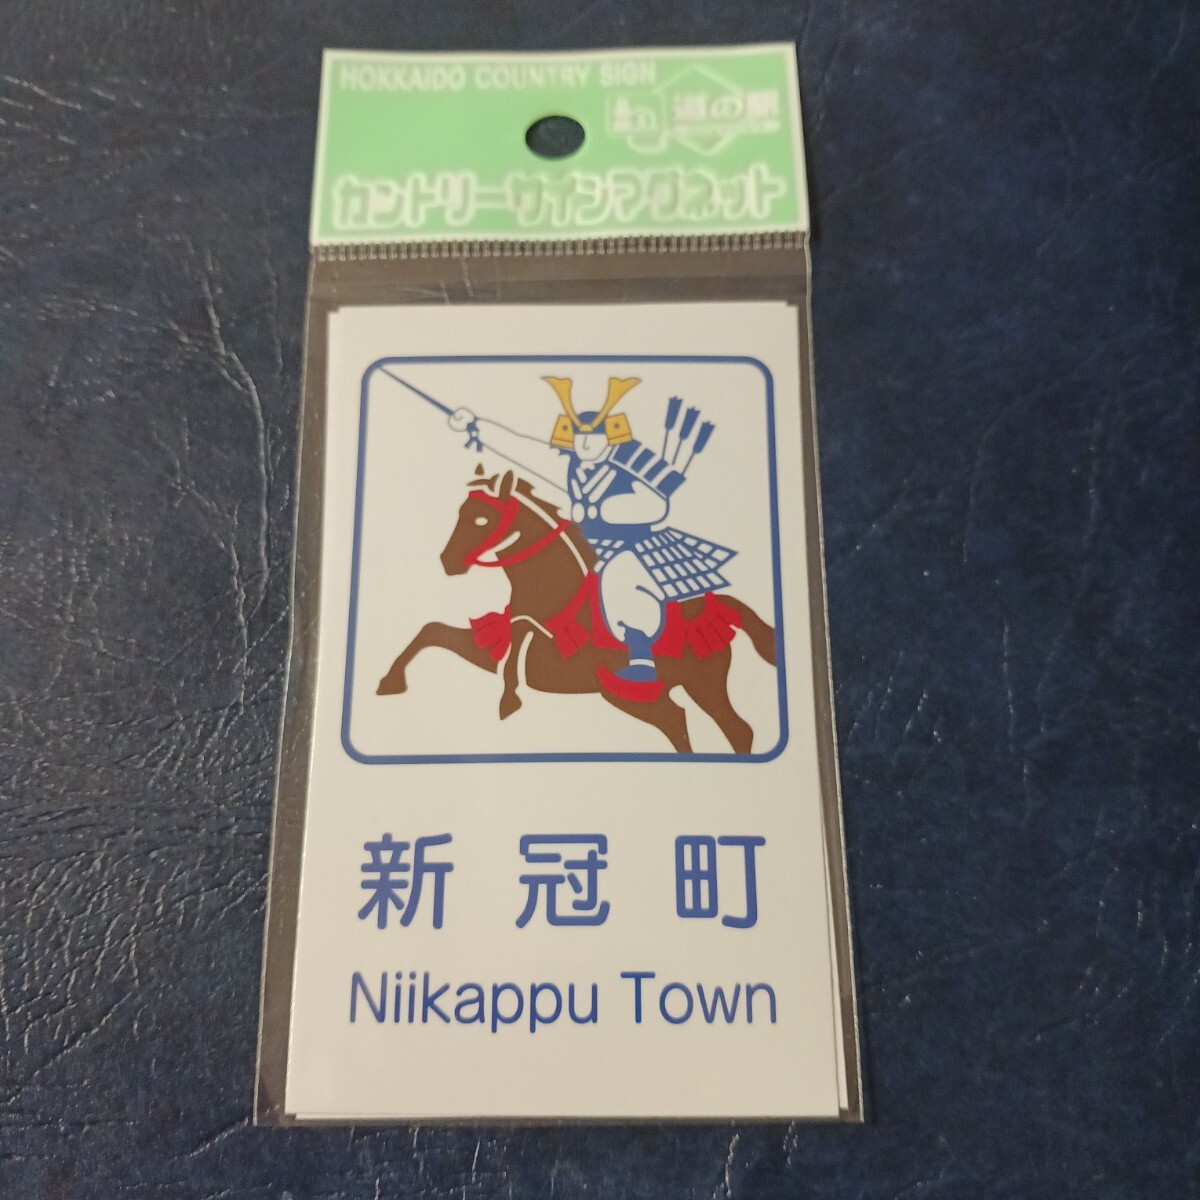 HOKKAIDO COUNTRY SIGN
道の駅
カントリーサインマグネット
新冠町
Niikappu Town